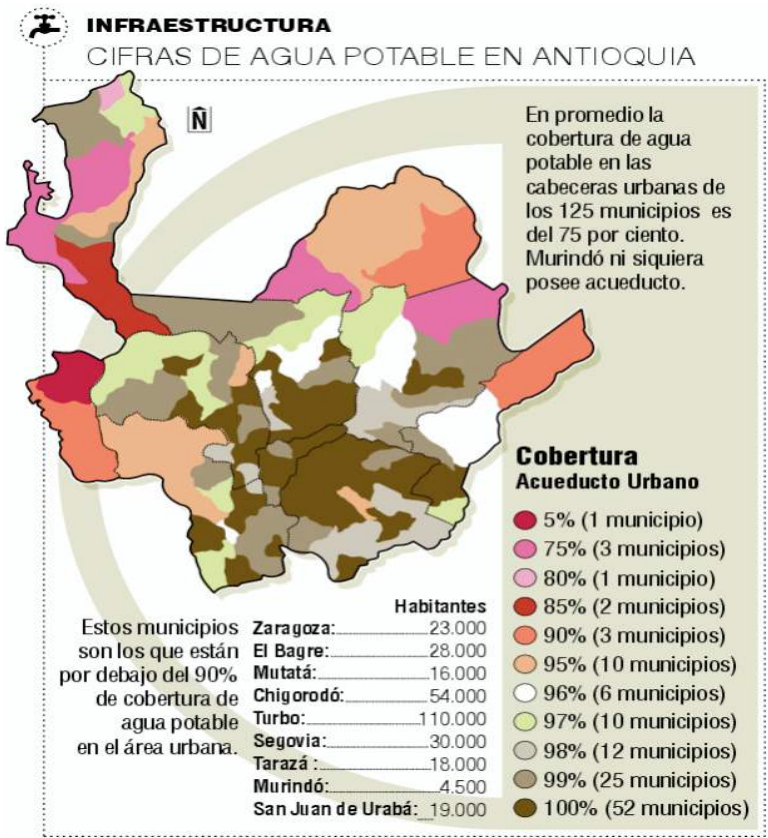 INFRAESTRUCTURA
CIFRAS DE AGUA POTABLE EN ANTIOQUIA
N
En promedio la
cobertura de agua
potable en las
cabeceras urbanas de
los 125 municipios es
del 75 por ciento.
Murindó ni siquiera
posee acueducto.
Cobertura
Acueducto Urbano
5% (1 municipio)
75% (3 municipios)
80% (1 municipio)
85% (2 municipios)
90% (3 municipios)
95% (10 municipios)
96% (6 municipios)
97% (10 municipios)
98% (12 municipios)
99% (25 municipios)
100% (52 municipios)
Estos municipios
son los que están
por debajo del 90%
de cobertura de
agua potable
en el área urbana.
Habitantes
Zaragoza: 23.000
El Bagre: 28.000
Mutatá: 16.000
Chigorodó: 54.000
Turbo: 110.000
Segovia: 30.000
Tarazá : 18.000
Murindó: 4.500
San Juan de Urabá: 19.000